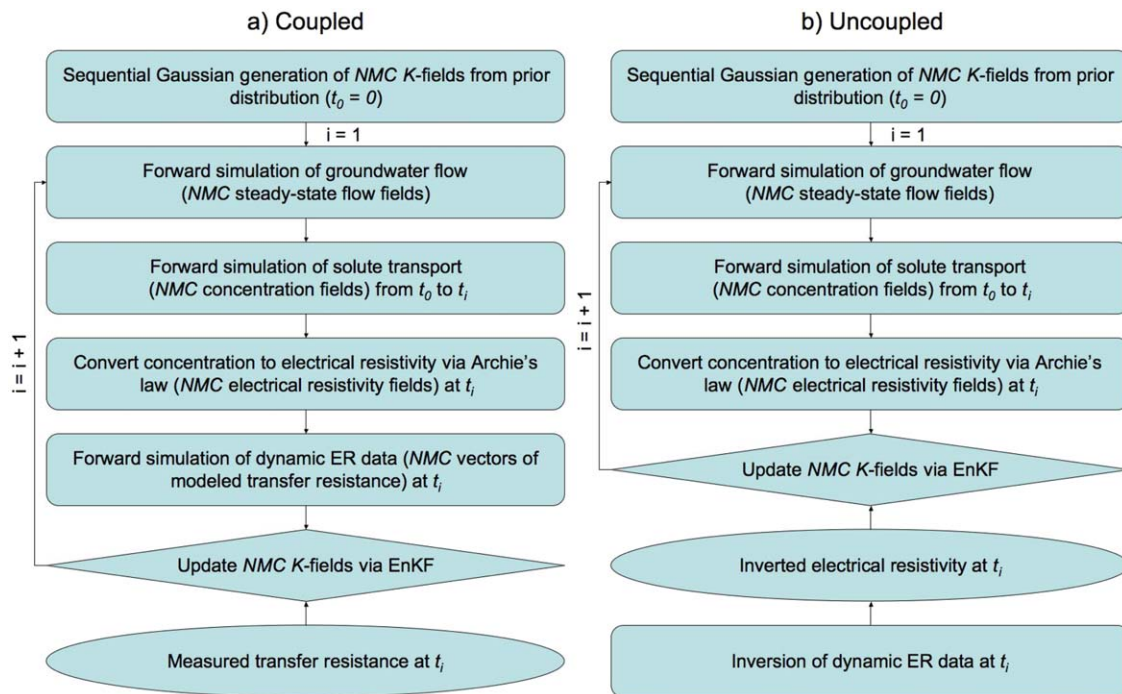 a) Coupled
Sequential Gaussian generation of NMC K-fields from prior
distribution (t0 = 0)
i = 1
Forward simulation of groundwater flow
(NMC steady-state flow fields)
Forward simulation of solute transport
(NMC concentration fields) from t0 to ti
i = i + 1
Convert concentration to electrical resistivity via Archie's
law (NMC electrical resistivity fields) at ti
Forward simulation of dynamic ER data (NMC vectors of
modeled transfer resistance) at ti
Update NMC K-fields via EnKF
Measured transfer resistance at ti
b) Uncoupled
Sequential Gaussian generation of NMC K-fields from prior
distribution (t0 = 0)
i = 1
Forward simulation of groundwater flow
(NMC steady-state flow fields)
Forward simulation of solute transport
(NMC concentration fields) from t0 to ti
i = i + 1
Convert concentration to electrical resistivity via Archie's
law (NMC electrical resistivity fields) at ti
Update NMC K-fields via EnKF
Inverted electrical resistivity at ti
Inversion of dynamic ER data at ti